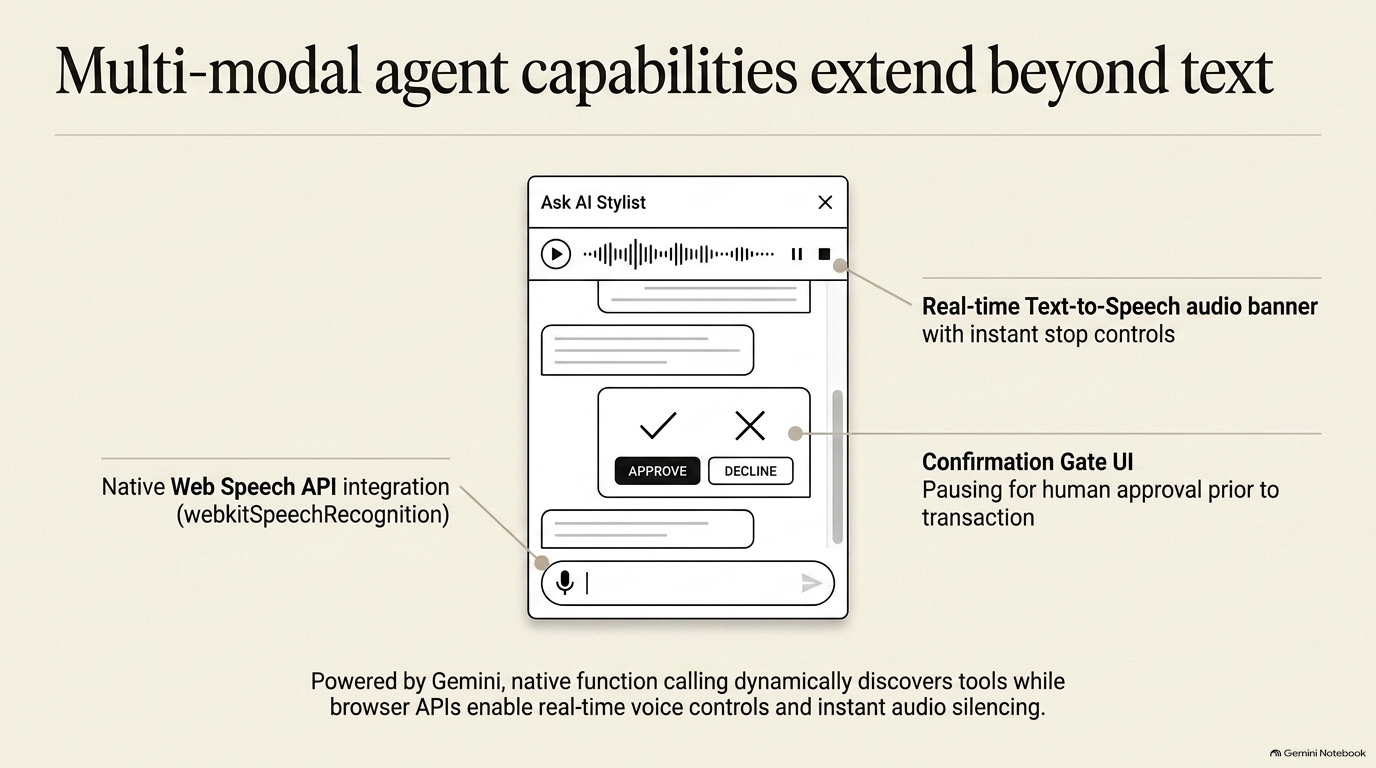 Multi-modal agent capabilities extend beyond text
Ask AI Stylist
Real-time Text-to-Speech audio banner
with instant stop controls
APPROVE
DECLINE
Confirmation Gate UI
Pausing for human approval prior to
transaction
Native Web Speech API integration
(webkitSpeechRecognition)
Powered by Gemini, native function calling dynamically discovers tools while
browser APIs enable real-time voice controls and instant audio silencing.
Gemini Notebook